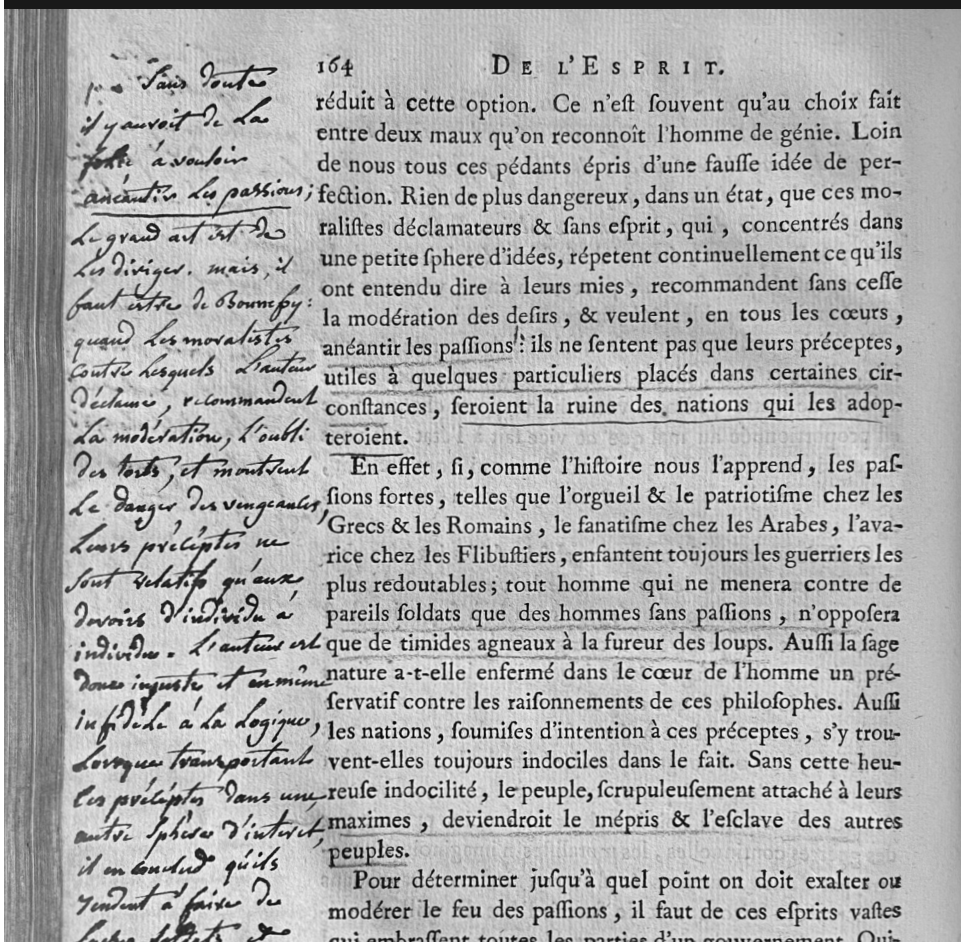 164 DE L'ESPRIT.
réduit à cette option. Ce n'eſt ſouvent qu'au choix fait
entre deux maux qu'on reconnoît l'homme de génie. Loin
de nous tous ces pédants épris d'une fauſſe idée de per-
fection. Rien de plus dangereux, dans un état, que ces mo-
raliſtes déclamateurs & ſans eſprit, qui, concentrés dans
une petite ſphere d'idées, répetent continuellement ce qu'ils
ont entendu dire à leurs mies, recommandent ſans ceſſe
la modération des deſirs, & veulent, en tous les cœurs,
anéantir les paſſions: ils ne ſentent pas que leurs préceptes,
utiles à quelques particuliers placés dans certaines cir-
conſtances, ſeroient la ruine des nations qui les adop-
teroient.
En effet, ſi, comme l'hiſtoire nous l'apprend, les paſ-
ſions fortes, telles que l'orgueil & le patriotiſme chez les
Grecs & les Romains, le fanatiſme chez les Arabes, l'ava-
rice chez les Flibuſtiers, enfantent toujours les guerriers les
plus redoutables; tout homme qui ne menera contre de
pareils ſoldats que des hommes ſans paſſions, n'oppoſera
que de timides agneaux à la fureur des loups. Auſſi la ſage
nature a-t-elle enfermé dans le cœur de l'homme un pré-
ſervatif contre les raiſonnements de ces philoſophes. Auſſi
les nations, ſoumiſes d'intention à ces préceptes, s'y trou-
vent-elles toujours indociles dans le fait. Sans cette heu-
reuſe indocilité, le peuple, ſcrupuleuſement attaché à leurs
maximes, deviendroit le mépris & l'eſclave des autres
peuples.
Pour déterminer juſqu'à quel point on doit exalter ou
modérer le feu des paſſions, il faut de ces eſprits vaſtes
qui embraſſent toutes les parties d'un gouvernement. Qui-
Sans doute
il y auroit de La
folie à vouloir
anéantir Les passions;
Le grand art est de
Les diriger. mais, il
faut estre de Bonne foy:
quand Les moralistes
contre Lesquels L'auteur
déclame, recommandent
La modération, L'oubli
des torts, et montrent
Le danger des vengeances,
Leurs préceptes ne
sont relatifs qu'aux
devoirs d'individu à
individu. L'auteur est
donc injuste et en même
infidèle à La Logique,
Lorsque transportant
ces préceptes dans une
autre Sphère d'interet,
il en conclud qu'ils
tendent à faire de